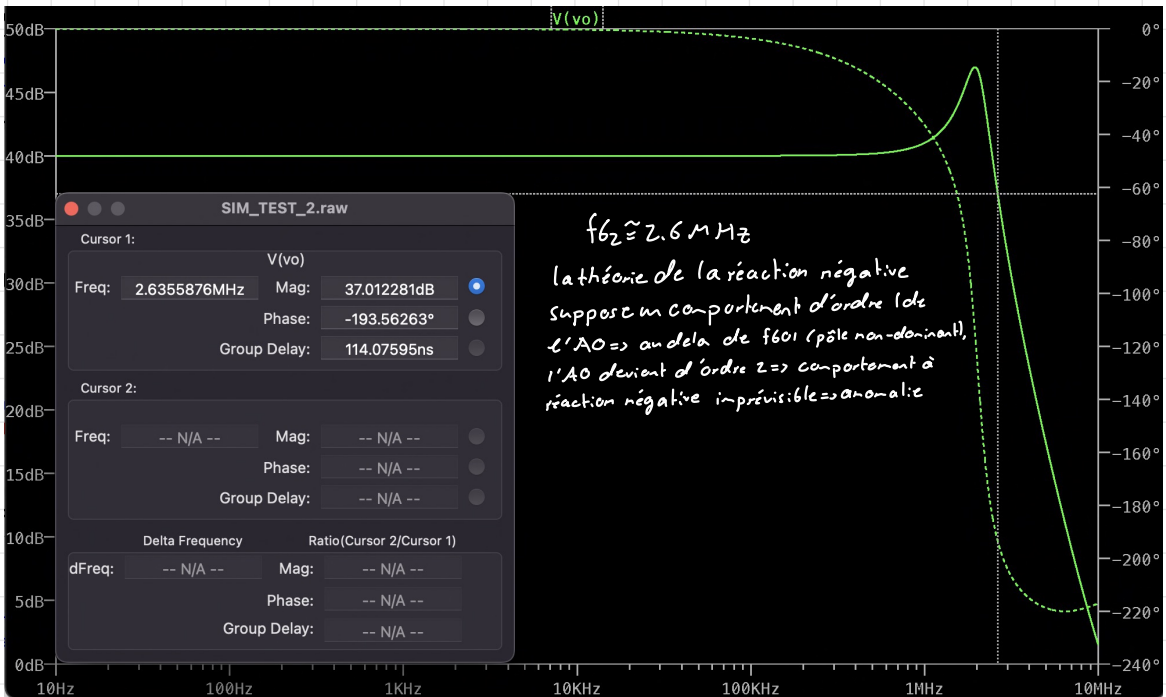 V(vo)
50dB
45dB
40dB
35dB
30dB
25dB
20dB
15dB
10dB
5dB
0dB
0°
-20°
-40°
-60°
-80°
-100°
-120°
-140°
-160°
-180°
-200°
-220°
-240°
10Hz 100Hz 1KHz 10KHz 100KHz 1MHz 10MHz
SIM_TEST_2.raw
Cursor 1:
V(vo)
Freq: 2.6355876MHz Mag: 37.012281dB
Phase: -193.56263°
Group Delay: 114.07595ns
Cursor 2:
Freq: -- N/A -- Mag: -- N/A --
Phase: -- N/A --
Group Delay: -- N/A --
Delta Frequency Ratio(Cursor 2/Cursor 1)
dFreq: -- N/A -- Mag: -- N/A --
Phase: -- N/A --
Group Delay: -- N/A --
f62 ≅ 2.6 MHz
la théorie de la réaction négative
suppose un comportement d'ordre 1 de
l'AO => au dela de f601 (pôle non-dominant),
l'AO devient d'ordre 2 => comportement à
réaction négative imprévisible => anomalie